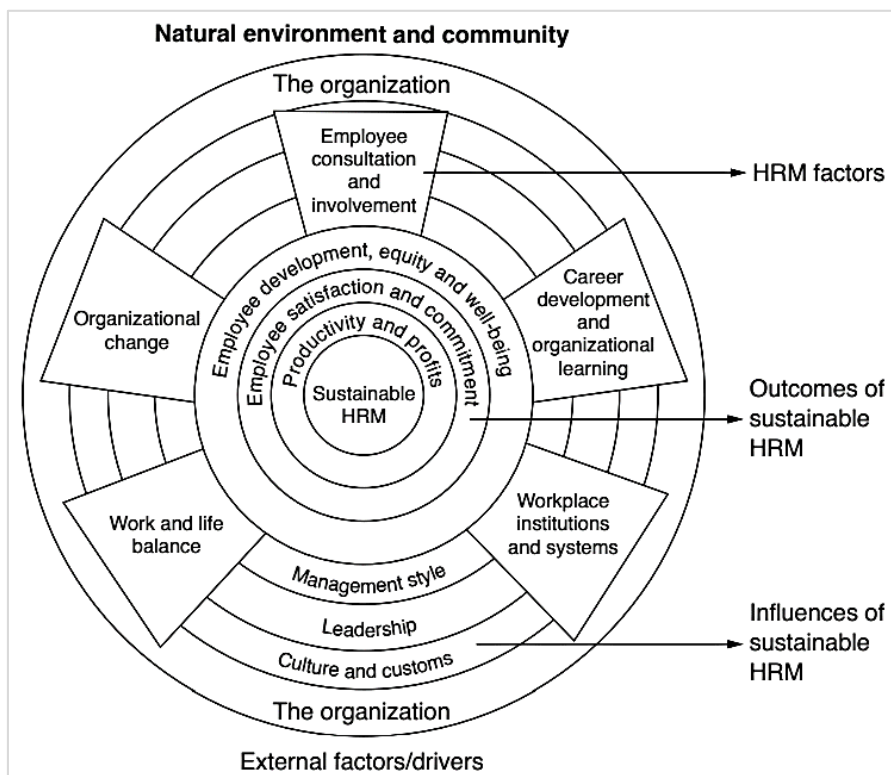 Natural environment and community
The organization
Employee
consultation
and
involvement
HRM factors
Employee development, equity and well-being
Employee satisfaction and commitment
Productivity and profits
Sustainable
HRM
Organizational
change
Career
development
and
organizational
learning
Outcomes of
sustainable
HRM
Work and life
balance
Workplace
institutions
and systems
Management style
Leadership
Culture and customs
Influences of
sustainable
HRM
The organization
External factors/drivers